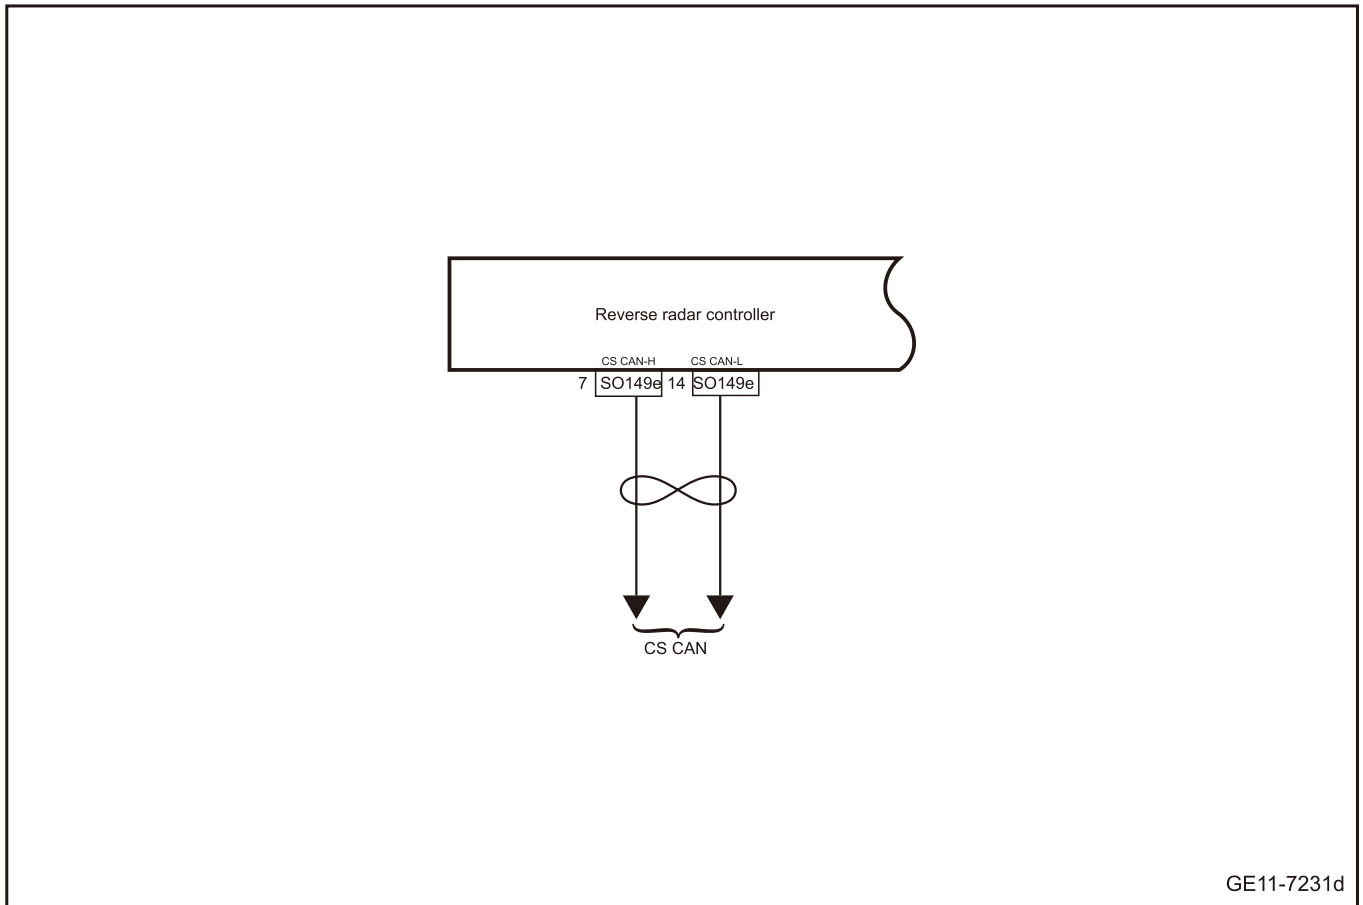 Reverse radar controller
CS CAN-H CS CAN-L
7 SO149e 14 SO149e
CS CAN
GE11-7231d